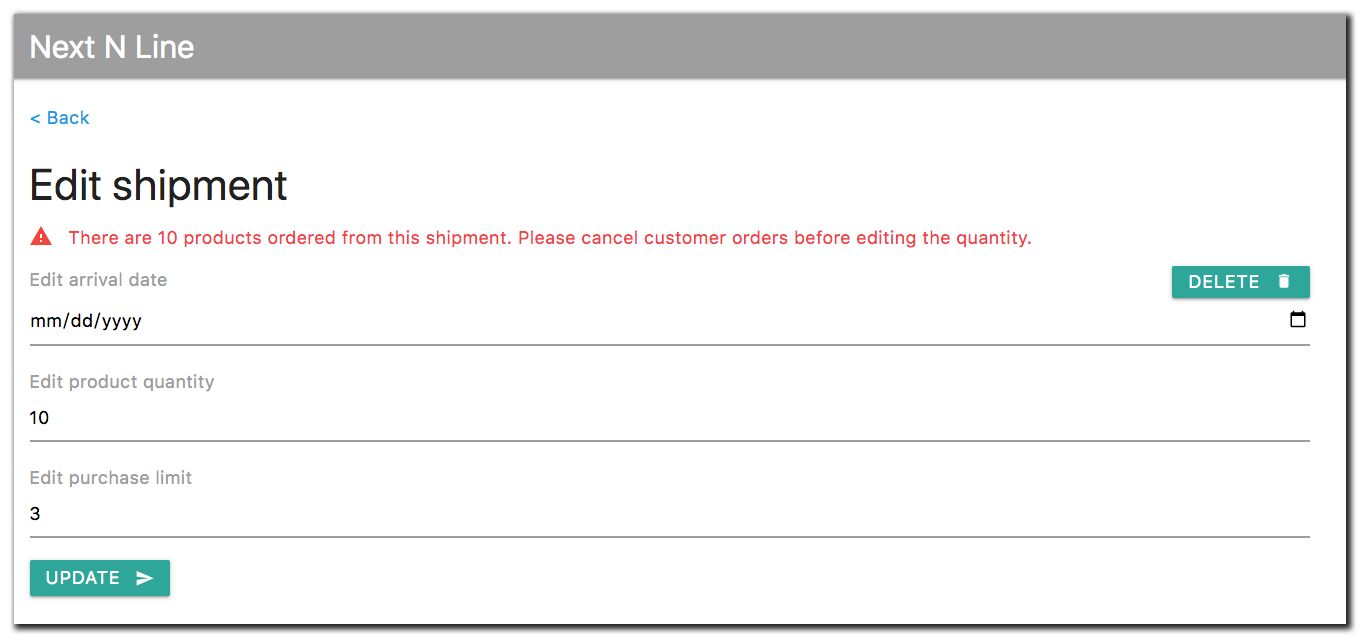 Next N Line
< Back
Edit shipment
There are 10 products ordered from this shipment. Please cancel customer orders before editing the quantity.
Edit arrival date
DELETE
mm/dd/yyyy
Edit product quantity
10
Edit purchase limit
3
UPDATE